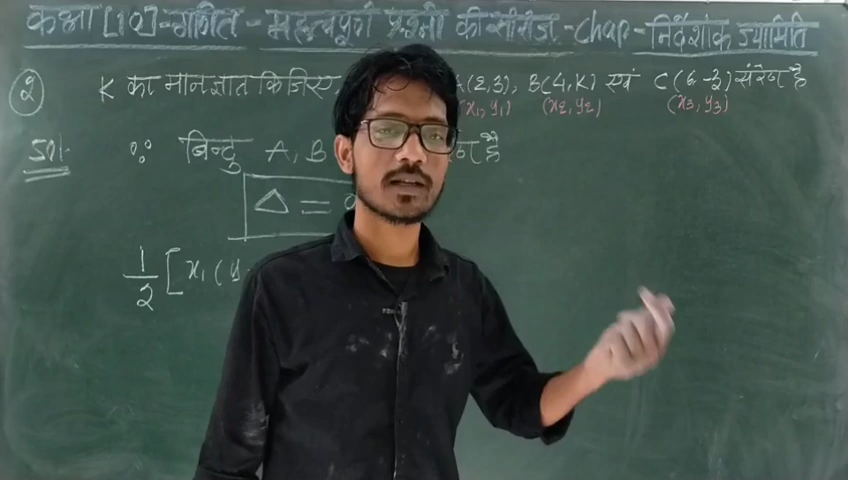 कक्षा [10]-गणित - महत्वपूर्ण प्रश्नों की सीरीज -Chap-निर्देशांक ज्यामिति
2 K का मान ज्ञात किजिए A(2,3), B(4,K) एवं C(6,-3) संरेख है
(x₁,y₁) (x₂,y₂) (x₃,y₃)
Sol. ∵ बिन्दु A, B संरेख है
△ = 0
1/2 [x₁(y